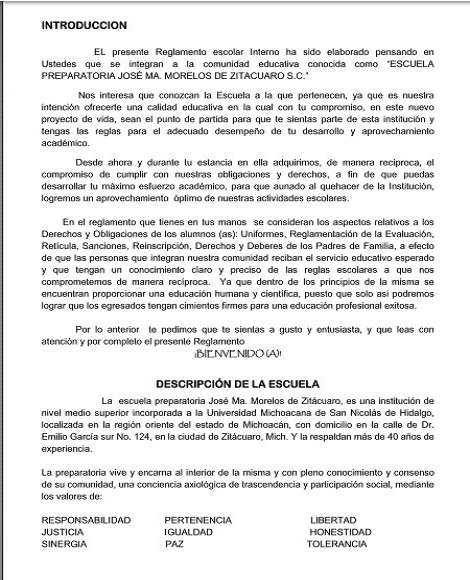 INTRODUCCION
EL presente Reglamento escolar Interno ha sido elaborado pensando en
Ustedes que se integran a la comunidad educativa conocida como "ESCUELA
PREPARATORIA JOSÉ MA. MORELOS DE ZITACUARO S.C."
Nos interesa que conozcan la Escuela a la que pertenecen, ya que es nuestra
intención ofrecerte una calidad educativa en la cual con tu compromiso, en este nuevo
proyecto de vida, sean el punto de partida para que te sientas parte de esta institución y
tengas las reglas para el adecuado desempeño de tu desarrollo y aprovechamiento
académico.
Desde ahora y durante tu estancia en ella adquirimos, de manera recíproca, el
compromiso de cumplir con nuestras obligaciones y derechos, a fin de que puedas
desarrollar tu máximo esfuerzo académico, para que aunado al quehacer de la Institución,
logremos un aprovechamiento óptimo de nuestras actividades escolares.
En el reglamento que tienes en tus manos se consideran los aspectos relativos a los
Derechos y Obligaciones de los alumnos (as): Uniformes, Reglamentación de la Evaluación,
Retícula, Sanciones, Reinscripción, Derechos y Deberes de los Padres de Familia, a efecto
de que las personas que integran nuestra comunidad reciban el servicio educativo esperado
y que tengan un conocimiento claro y preciso de las reglas escolares a que nos
comprometemos de manera recíproca. Ya que dentro de los principios de la misma se
encuentran proporcionar una educación humana y científica, puesto que solo así podremos
lograr que los egresados tengan cimientos firmes para una educación profesional exitosa.
Por lo anterior te pedimos que te sientas a gusto y entusiasta, y que leas con
atención y por completo el presente Reglamento
¡BIENVENIDO (A)!
DESCRIPCIÓN DE LA ESCUELA
La escuela preparatoria José Ma. Morelos de Zitácuaro, es una institución de
nivel medio superior incorporada a la Universidad Michoacana de San Nicolás de Hidalgo,
localizada en la región oriente del estado de Michoacán, con domicilio en la calle de Dr.
Emilio García sur No. 124, en la ciudad de Zitácuaro, Mich. Y la respaldan más de 40 años de
experiencia.
La preparatoria vive y encarna al interior de la misma y con pleno conocimiento y consenso
de su comunidad, una conciencia axiológica de trascendencia y participación social, mediante
los valores de:
RESPONSABILIDAD PERTENENCIA LIBERTAD
JUSTICIA IGUALDAD HONESTIDAD
SINERGIA PAZ TOLERANCIA